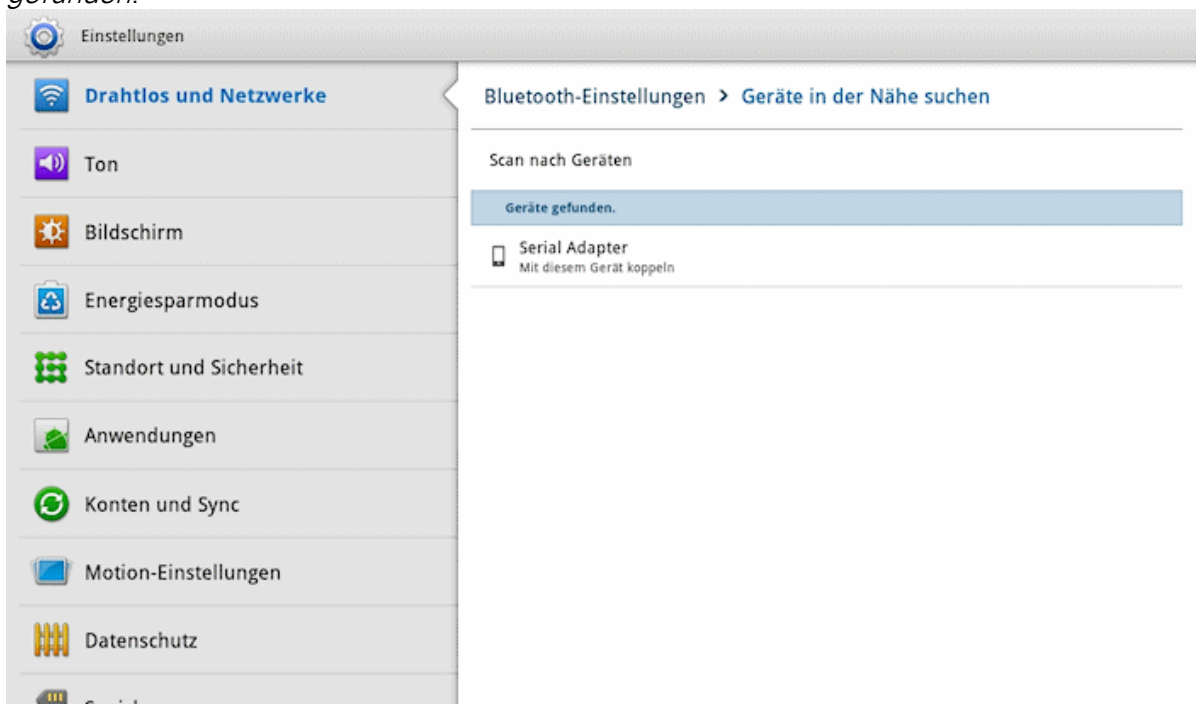 gefunden.
Einstellungen
Drahtlos und Netzwerke
Ton
Bildschirm
Energiesparmodus
Standort und Sicherheit
Anwendungen
Konten und Sync
Motion-Einstellungen
Datenschutz
Bluetooth-Einstellungen > Geräte in der Nähe suchen
Scan nach Geräten
Geräte gefunden.
Serial Adapter
Mit diesem Gerät koppeln